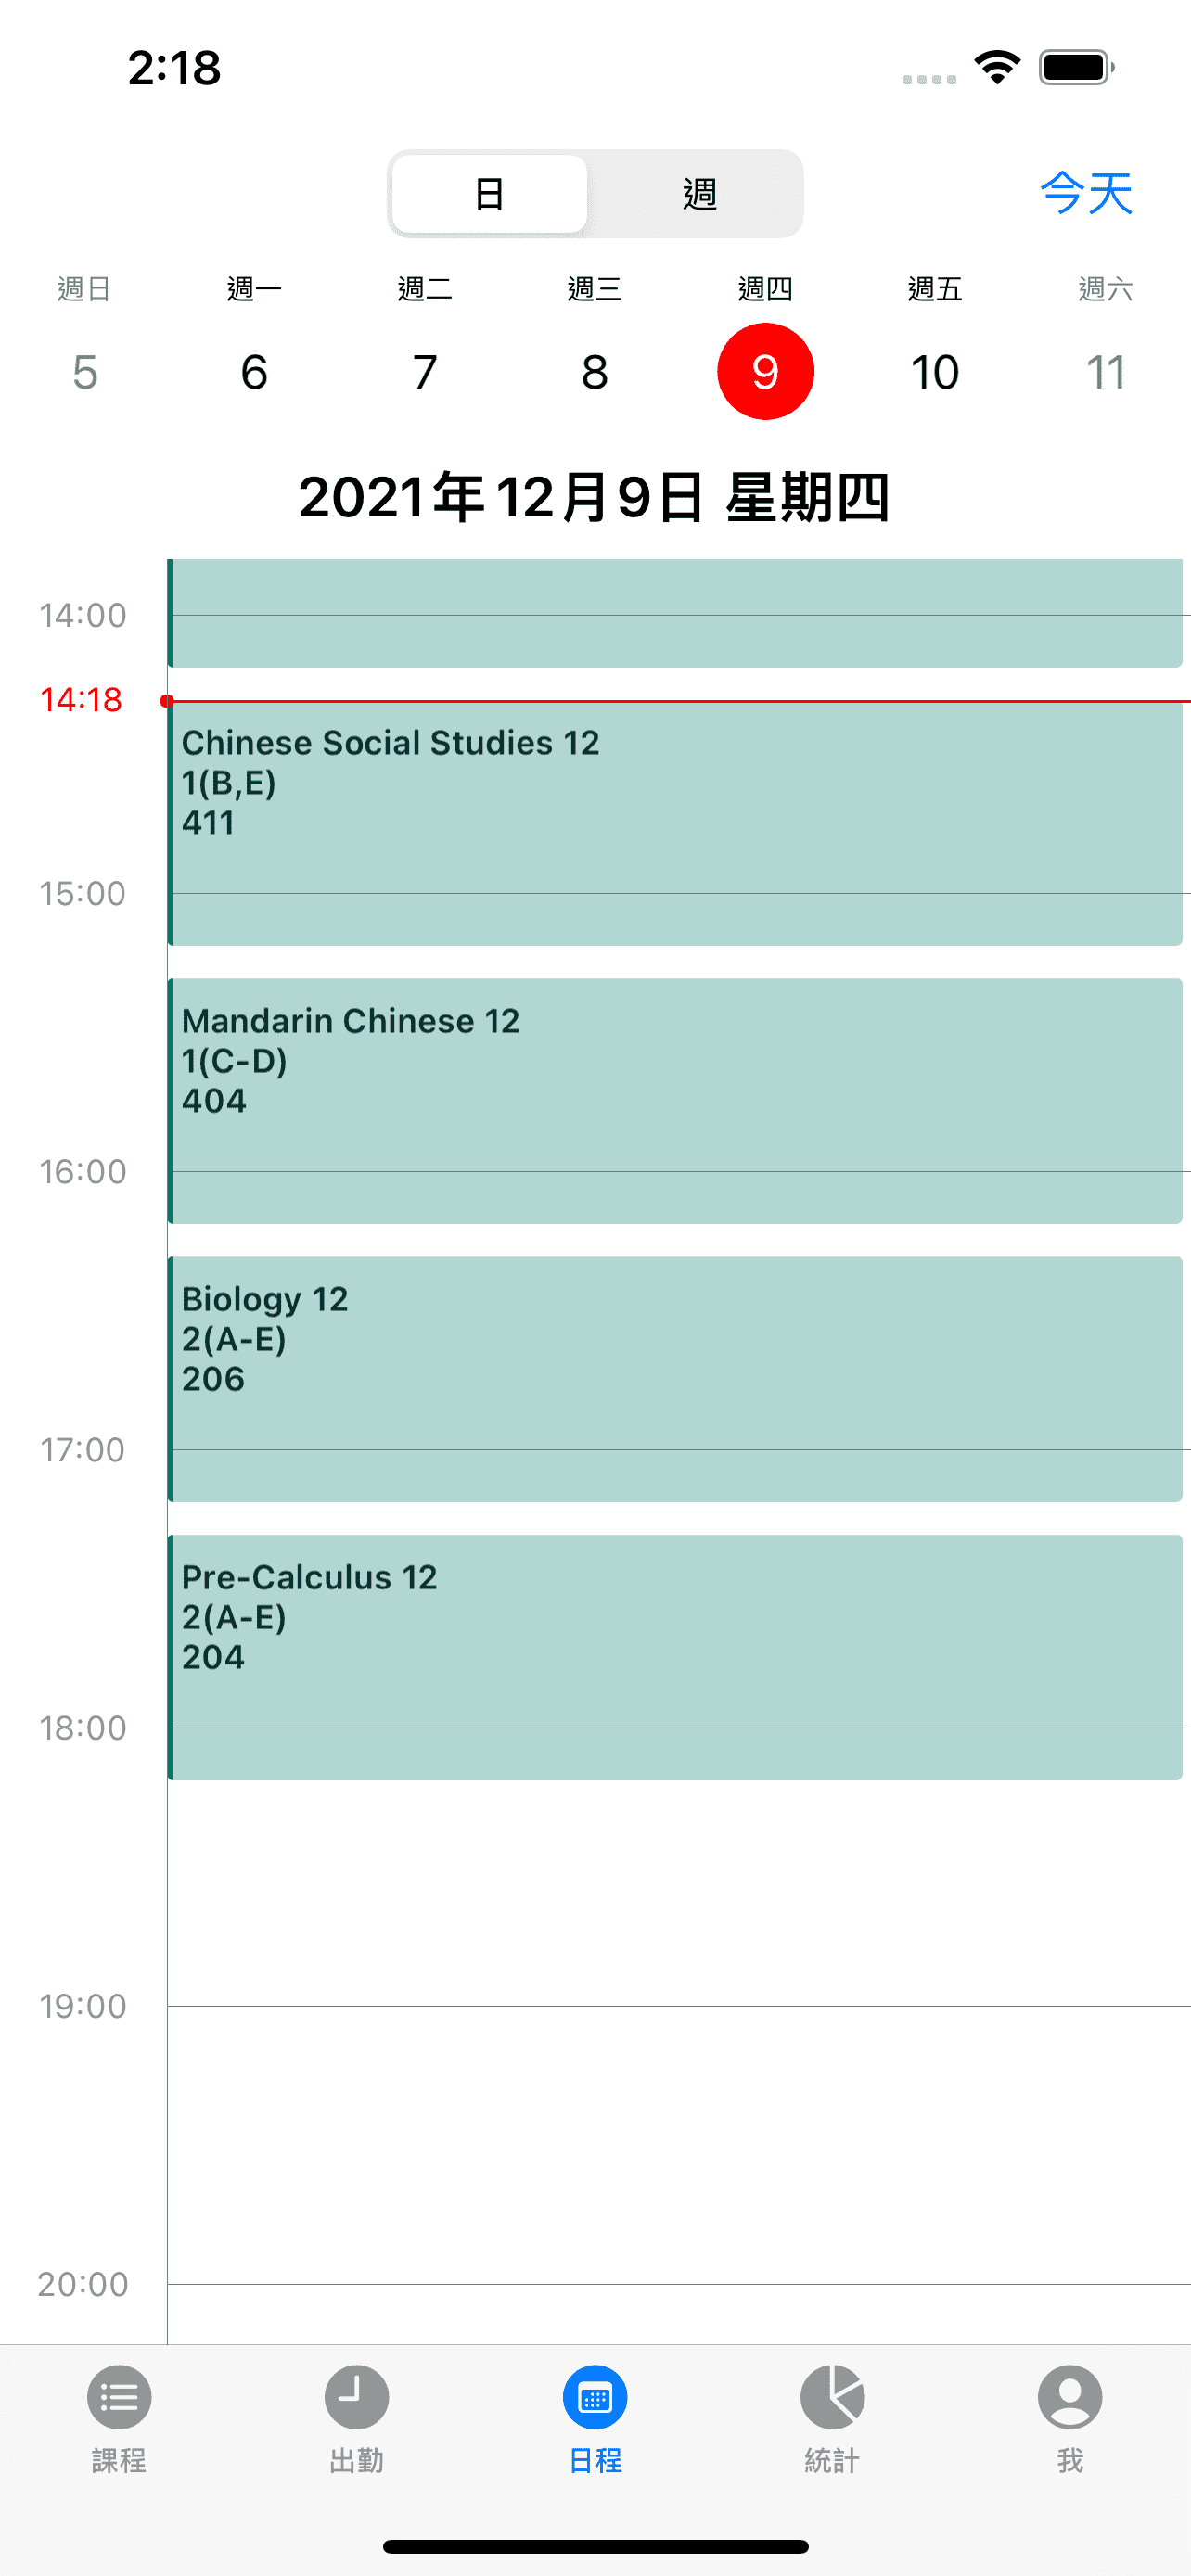 2:18
日 週 今天
週日 週一 週二 週三 週四 週五 週六
5 6 7 8 9 10 11
2021年12月9日 星期四
14:00
14:18
Chinese Social Studies 12
1(B,E)
411
15:00
Mandarin Chinese 12
1(C-D)
404
16:00
Biology 12
2(A-E)
206
17:00
Pre-Calculus 12
2(A-E)
204
18:00
19:00
20:00
課程 出勤 日程 統計 我